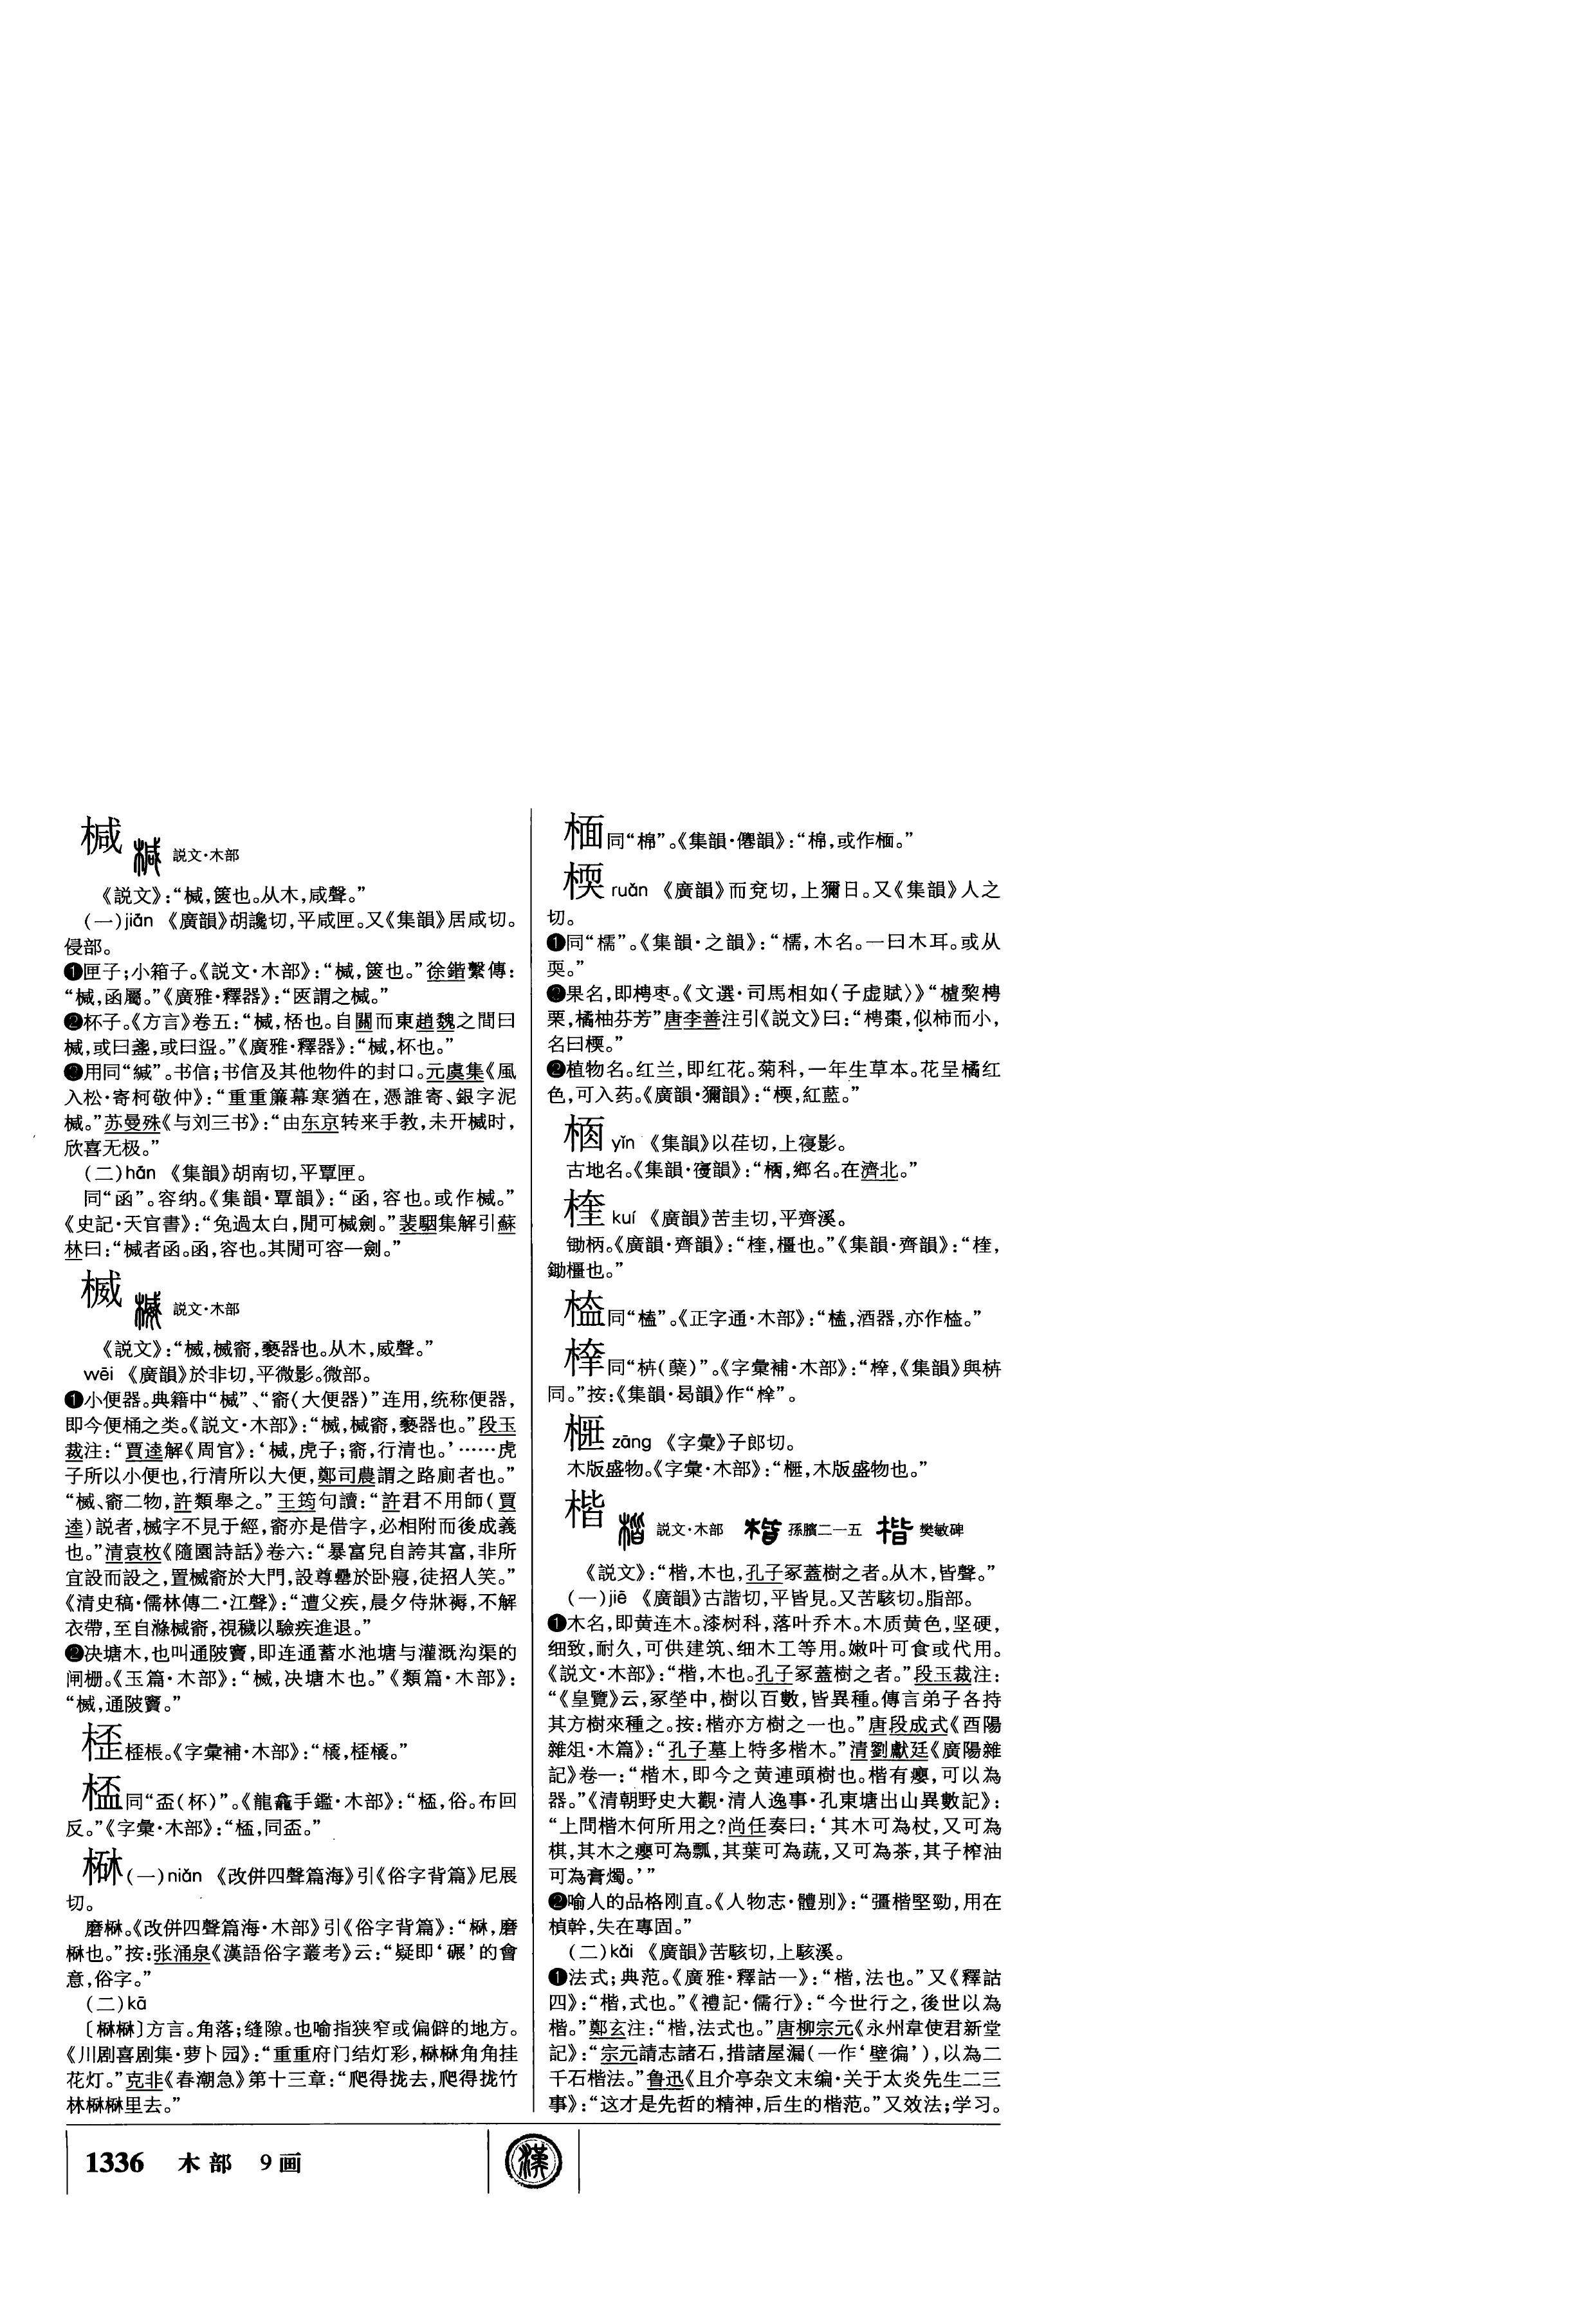 椷 説文·木部
《説文》：“椷，篋也。从木，咸聲。”
（一）jiān 《廣韻》胡讒切，平咸匣。又《集韻》居咸切。
侵部。
❶匣子；小箱子。《説文·木部》：“椷，篋也。”徐鍇繫傳：
“椷，函屬。”《廣雅·釋器》：“匧謂之椷。”
❷杯子。《方言》卷五：“椷，桮也。自關而東趙魏之間曰
椷，或曰盞，或曰㿿。”《廣雅·釋器》：“椷，杯也。”
❸用同“緘”。书信；书信及其他物件的封口。元虞集《風
入松·寄柯敬仲》：“重重簾幕寒猶在，憑誰寄、銀字泥
椷。”苏曼殊《与刘三书》：“由东京转来手教，未开椷时，
欣喜无极。”
（二）hán 《集韻》胡南切，平覃匣。
同“函”。容纳。《集韻·覃韻》：“函，容也。或作椷。”
《史記·天官書》：“兔過太白，閒可椷劍。”裴駰集解引蘇
林曰：“椷者函。函，容也。其閒可容一劍。”
楲 説文·木部
《説文》：“楲，楲窬，褻器也。从木，威聲。”
wēi 《廣韻》於非切，平微影。微部。
❶小便器。典籍中“楲”、“窬（大便器）”连用，统称便器，
即今便桶之类。《説文·木部》：“楲，楲窬，褻器也。”段玉
裁注：“賈逵解《周官》：‘楲，虎子；窬，行清也。’……虎
子所以小便也，行清所以大便，鄭司農謂之路廁者也。”
“楲、窬二物，許類舉之。”王筠句讀：“許君不用師（賈
逵）説者，楲字不見于經，窬亦是借字，必相附而後成義
也。”清袁枚《隨園詩話》卷六：“暴富兒自誇其富，非所
宜設而設之，置楲窬於大門，設尊罍於卧寢，徒招人笑。”
《清史稿·儒林傳二·江聲》：“遭父疾，晨夕侍牀褥，不解
衣帶，至自滌楲窬，視穢以驗疾進退。”
❷决塘木，也叫通陂竇，即连通蓄水池塘与灌溉沟渠的
闸栅。《玉篇·木部》：“楲，决塘木也。”《類篇·木部》：
“楲，通陂竇。”
同“盃（杯）”。《龍龕手鑑·木部》：“俗。布回
反。”《字彙·木部》：“同盃。”
（一）niǎn 《改併四聲篇海》引《俗字背篇》尼展
切。
《改併四聲篇海·木部》引《俗字背篇》：
按：张涌泉《漢語俗字叢考》云：“疑即‘碾’的會
意，俗字。”
（二）kā
方言。角落；缝隙。也喻指狭窄或偏僻的地方。
《川剧喜剧集·萝卜园》：“重重府门结灯彩，角角挂
花灯。”克非《春潮急》第十三章：“爬得拢去，爬得拢竹
里去。”
同“棉”。《集韻·僊韻》：“棉，或作𣔺。”
楆 ruǎn 《廣韻》而兗切，上獮日。又《集韻》人之
切。
❶同“檽”。《集韻·之韻》：“檽，木名。一曰木耳。或从
耎。”
❷果名，即梬枣。《文選·司馬相如〈子虚賦〉》“樝棃梬
栗，橘柚芬芳”唐李善注引《説文》曰：“梬棗，似柿而小，
名曰楆。”
❷植物名。红兰，即红花。菊科，一年生草本。花呈橘红
色，可入药。《廣韻·獮韻》：“楆，紅藍。”
yǐn 《集韻》以荏切，上寑影。
古地名。《集韻·寑韻》：“鄉名。在濟北。”
楏 kuí 《廣韻》苦圭切，平齊溪。
锄柄。《廣韻·齊韻》：“楏，橿也。”《集韻·齊韻》：“楏，
鋤橿也。”
同“榼”。《正字通·木部》：“榼，酒器，亦作㮎。”
同“枿（蘖）”。《字彙補·木部》：“《集韻》與枿
同。”按：《集韻·曷韻》作
zāng 《字彙》子郎切。
木版盛物。《字彙·木部》：“木版盛物也。”
楷 説文·木部 孫臏二一五 樊敏碑
《説文》：“楷，木也，孔子冢蓋樹之者。从木，皆聲。”
（一）jiē 《廣韻》古諧切，平皆見。又苦駭切。脂部。
❶木名，即黄连木。漆树科，落叶乔木。木质黄色，坚硬，
细致，耐久，可供建筑、细木工等用。嫩叶可食或代用。
《説文·木部》：“楷，木也。孔子冢蓋樹之者。”段玉裁注：
“《皇覽》云，冢塋中，樹以百數，皆異種。傳言弟子各持
其方樹來種之。按：楷亦方樹之一也。”唐段成式《酉陽
雜俎·木篇》：“孔子墓上特多楷木。”清劉獻廷《廣陽雜
記》卷一：“楷木，即今之黄連頭樹也。楷有癭，可以為
器。”《清朝野史大觀·清人逸事·孔東塘出山異數記》：
“上問楷木何所用之？尚任奏曰：‘其木可為杖，又可為
棋，其木之癭可為瓢，其葉可為蔬，又可為茶，其子榨油
可為膏燭。’”
❷喻人的品格刚直。《人物志·體别》：“彊楷堅勁，用在
楨幹，失在專固。”
（二）kǎi 《廣韻》苦駭切，上駭溪。
❶法式；典范。《廣雅·釋詁一》：“楷，法也。”又《釋詁
四》：“楷，式也。”《禮記·儒行》：“今世行之，後世以為
楷。”鄭玄注：“楷，法式也。”唐柳宗元《永州韋使君新堂
記》：“宗元請志諸石，措諸屋漏（一作‘壁徧’），以為二
千石楷法。”鲁迅《且介亭杂文末编·关于太炎先生二三
事》：“这才是先哲的精神，后生的楷范。”又效法；学习。
1336 木部 9画
漢